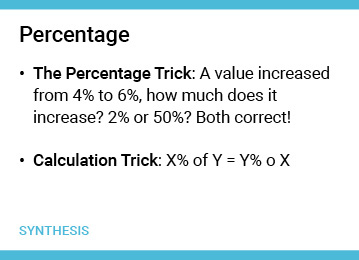 Percentage
• The Percentage Trick: A value increased
from 4% to 6%, how much does it
increase? 2% or 50%? Both correct!
• Calculation Trick: X% of Y = Y% o X
SYNTHESIS